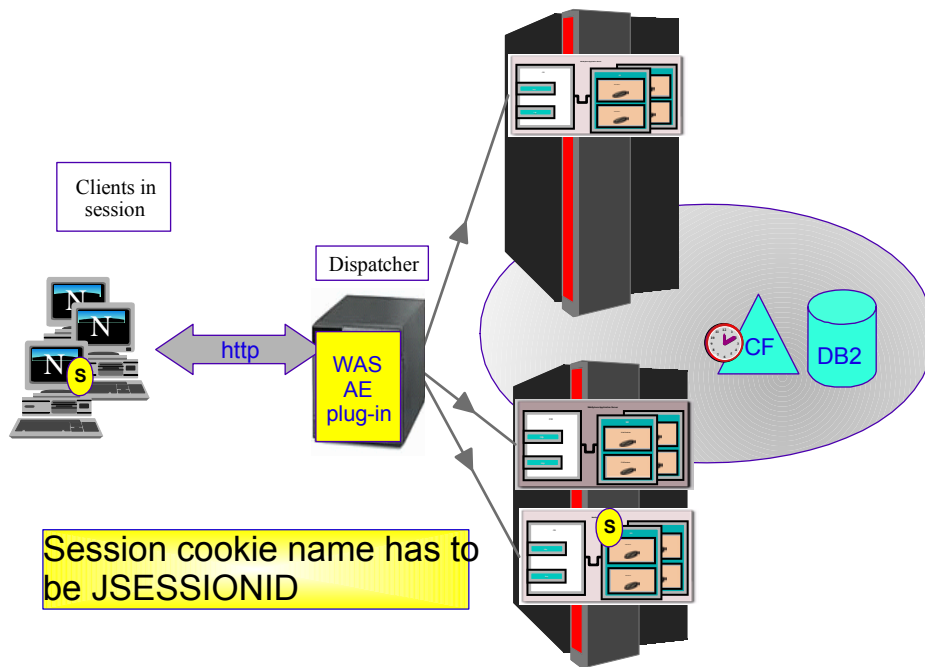 Clients in
session
Dispatcher
N
N
N
S
http
WAS
AE
plug-in
CF
DB2
S
Session cookie name has to
be JSESSIONID